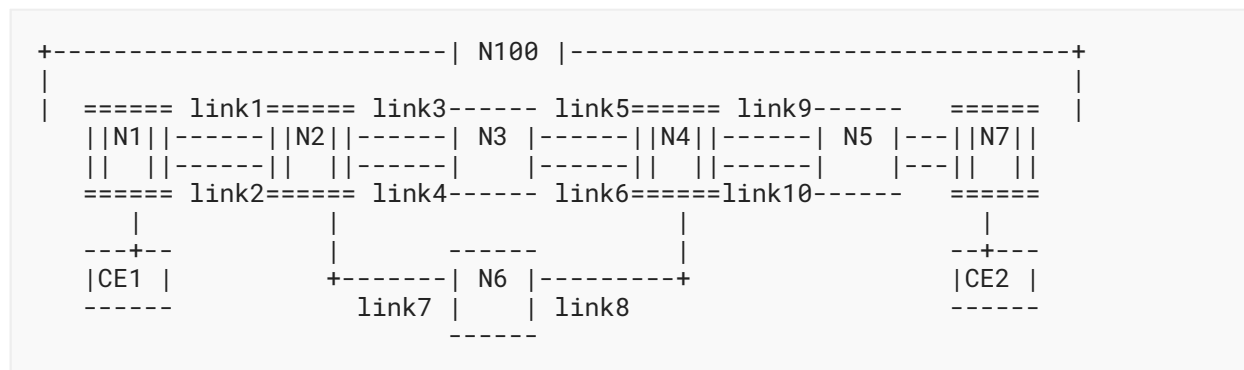 +--------------------------| N100 |---------------------------------+
|                                                                    |
|  ====== link1====== link3------ link5====== link9------   ======  |
   ||N1||------||N2||------| N3 |------||N4||------| N5 |---||N7||
   ||  ||------||  ||------|    |------||  ||------|    |---||  ||
   ====== link2====== link4------ link6======link10------   ======
      |            |                      |                   |
   ---+--          |       ------         |                 --+---
   |CE1 |          +-------| N6 |---------+                 |CE2 |
   ------            link7 |    | link8                     ------
                           ------